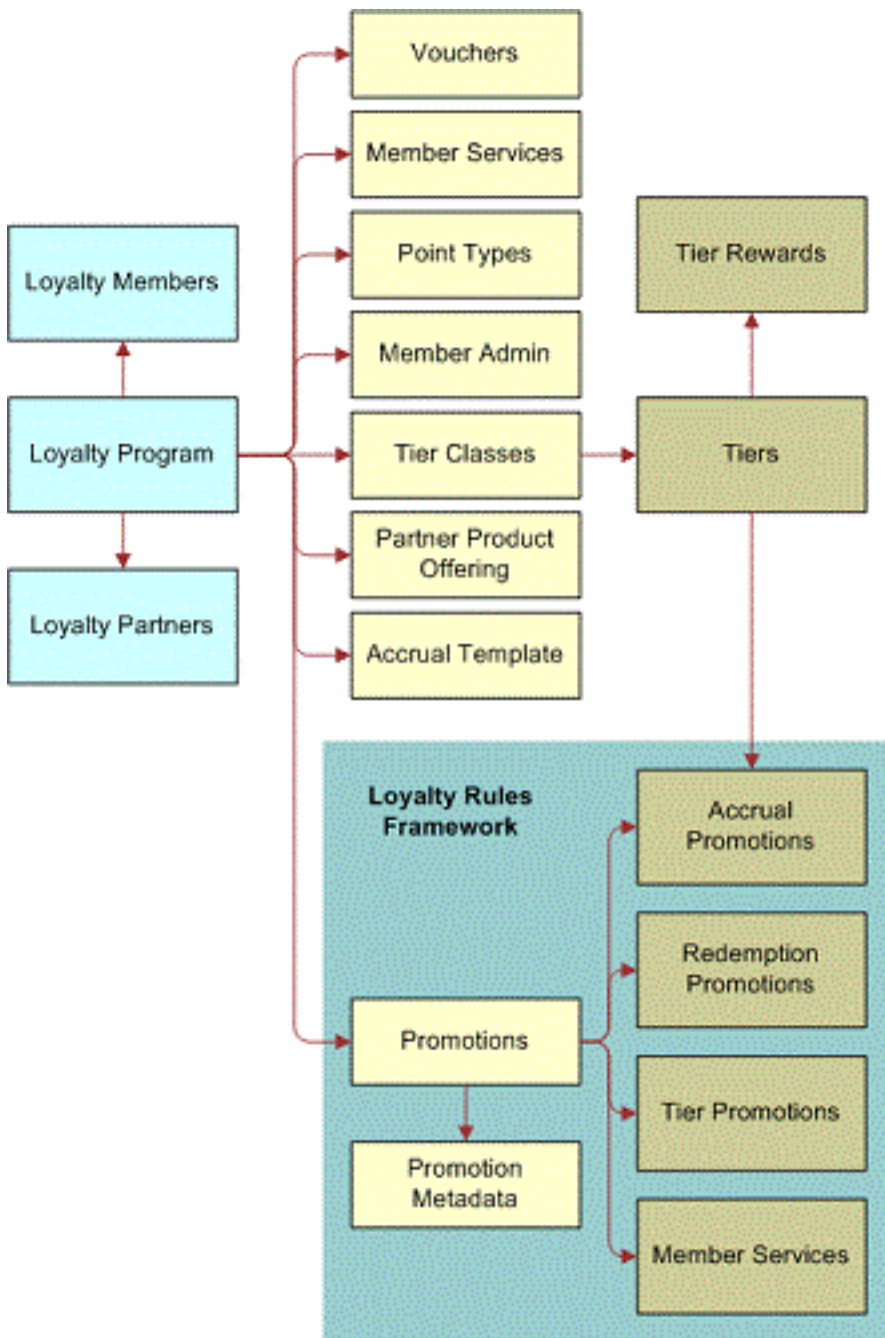 Vouchers
Member Services
Point Types
Tier Rewards
Loyalty Members
Member Admin
Loyalty Program
Tier Classes
Tiers
Partner Product
Offering
Loyalty Partners
Accrual Template
Loyalty Rules
Framework
Accrual
Promotions
Redemption
Promotions
Promotions
Tier Promotions
Promotion
Metadata
Member Services